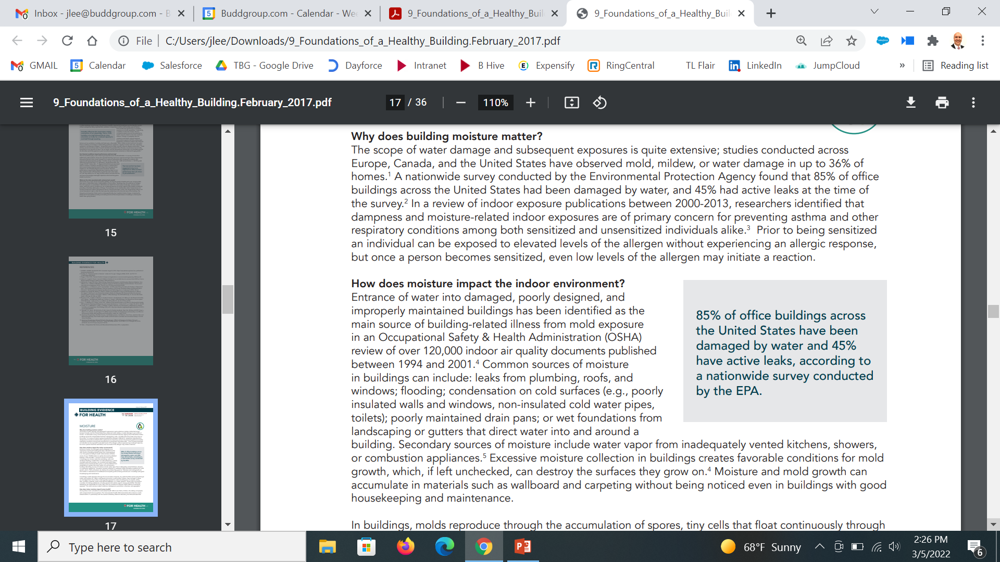 Inbox - jlee@buddgroup.com - B
Buddgroup.com - Calendar - We
9_Foundations_of_a_Healthy_Buil
9_Foundations_of_a_Healthy_Buil
File | C:/Users/jlee/Downloads/9_Foundations_of_a_Healthy_Building.February_2017.pdf
GMAIL
5 Calendar
Salesforce
TBG - Google Drive
Dayforce
Intranet
B Hive
E Expensify
R RingCentral
TL Flair
in LinkedIn
JumpCloud
» Reading list
9_Foundations_of_a_Healthy_Building.February_2017.pdf
17 / 36
110%
FOR HEALTH
15
BUILDING EVIDENCE FOR HEALTH
REFERENCES
FOR HEALTH
16
BUILDING EVIDENCE
FOR HEALTH
MOISTURE
FOR HEALTH
17
Why does building moisture matter?
The scope of water damage and subsequent exposures is quite extensive; studies conducted across
Europe, Canada, and the United States have observed mold, mildew, or water damage in up to 36% of
homes.¹ A nationwide survey conducted by the Environmental Protection Agency found that 85% of office
buildings across the United States had been damaged by water, and 45% had active leaks at the time of
the survey.² In a review of indoor exposure publications between 2000-2013, researchers identified that
dampness and moisture-related indoor exposures are of primary concern for preventing asthma and other
respiratory conditions among both sensitized and unsensitized individuals alike.³ Prior to being sensitized
an individual can be exposed to elevated levels of the allergen without experiencing an allergic response,
but once a person becomes sensitized, even low levels of the allergen may initiate a reaction.
How does moisture impact the indoor environment?
Entrance of water into damaged, poorly designed, and
improperly maintained buildings has been identified as the
main source of building-related illness from mold exposure
in an Occupational Safety & Health Administration (OSHA)
review of over 120,000 indoor air quality documents published
between 1994 and 2001.⁴ Common sources of moisture
in buildings can include: leaks from plumbing, roofs, and
windows; flooding; condensation on cold surfaces (e.g., poorly
insulated walls and windows, non-insulated cold water pipes,
toilets); poorly maintained drain pans; or wet foundations from
landscaping or gutters that direct water into and around a
building. Secondary sources of moisture include water vapor from inadequately vented kitchens, showers,
or combustion appliances.⁵ Excessive moisture collection in buildings creates favorable conditions for mold
growth, which, if left unchecked, can destroy the surfaces they grow on.⁴ Moisture and mold growth can
accumulate in materials such as wallboard and carpeting without being noticed even in buildings with good
housekeeping and maintenance.
In buildings, molds reproduce through the accumulation of spores, tiny cells that float continuously through
85% of office buildings across
the United States have been
damaged by water and 45%
have active leaks, according to
a nationwide survey conducted
by the EPA.
Type here to search
68°F Sunny
2:26 PM
3/5/2022
6